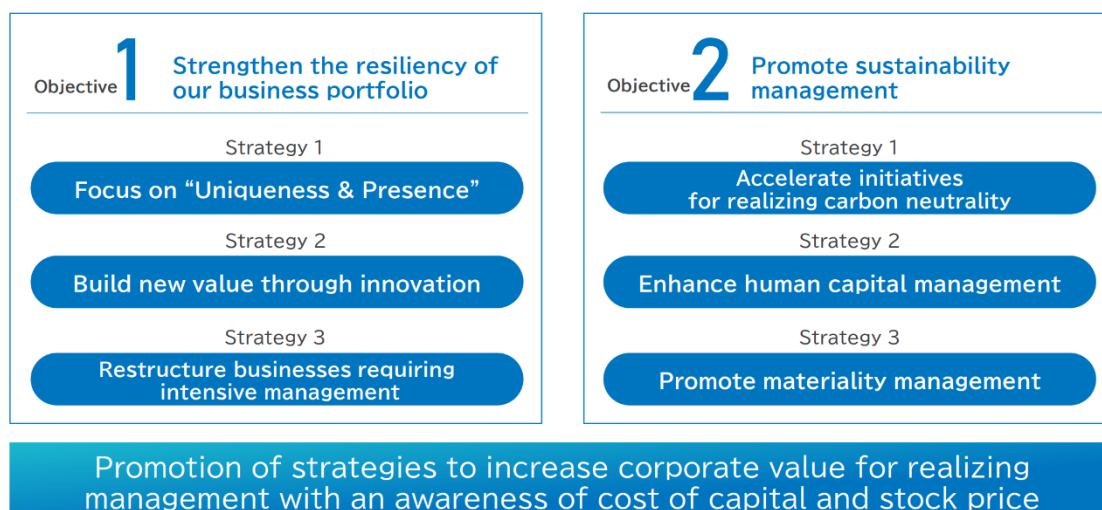 Objective 1 Strengthen the resiliency of
our business portfolio
Strategy 1
Focus on “Uniqueness & Presence”
Strategy 2
Build new value through innovation
Strategy 3
Restructure businesses requiring
intensive management
Objective 2 Promote sustainability
management
Strategy 1
Accelerate initiatives
for realizing carbon neutrality
Strategy 2
Enhance human capital management
Strategy 3
Promote materiality management
Promotion of strategies to increase corporate value for realizing
management with an awareness of cost of capital and stock price